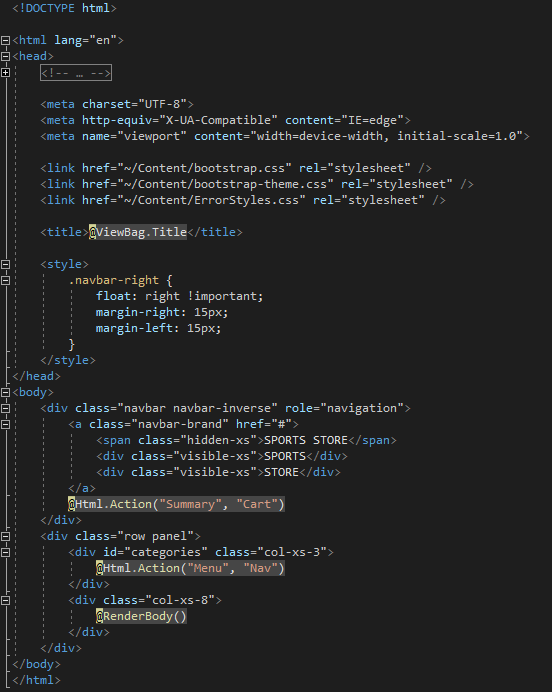 <!DOCTYPE html>
<html lang="en">
<head>
<!-- … -->
<meta charset="UTF-8">
<meta http-equiv="X-UA-Compatible" content="IE=edge">
<meta name="viewport" content="width=device-width, initial-scale=1.0">
<link href="~/Content/bootstrap.css" rel="stylesheet" />
<link href="~/Content/bootstrap-theme.css" rel="stylesheet" />
<link href="~/Content/ErrorStyles.css" rel="stylesheet" />
<title>@ViewBag.Title</title>
<style>
.navbar-right {
float: right !important;
margin-right: 15px;
margin-left: 15px;
}
</style>
</head>
<body>
<div class="navbar navbar-inverse" role="navigation">
<a class="navbar-brand" href="#">
<span class="hidden-xs">SPORTS STORE</span>
<div class="visible-xs">SPORTS</div>
<div class="visible-xs">STORE</div>
</a>
@Html.Action("Summary", "Cart")
</div>
<div class="row panel">
<div id="categories" class="col-xs-3">
@Html.Action("Menu", "Nav")
</div>
<div class="col-xs-8">
@RenderBody()
</div>
</div>
</body>
</html>